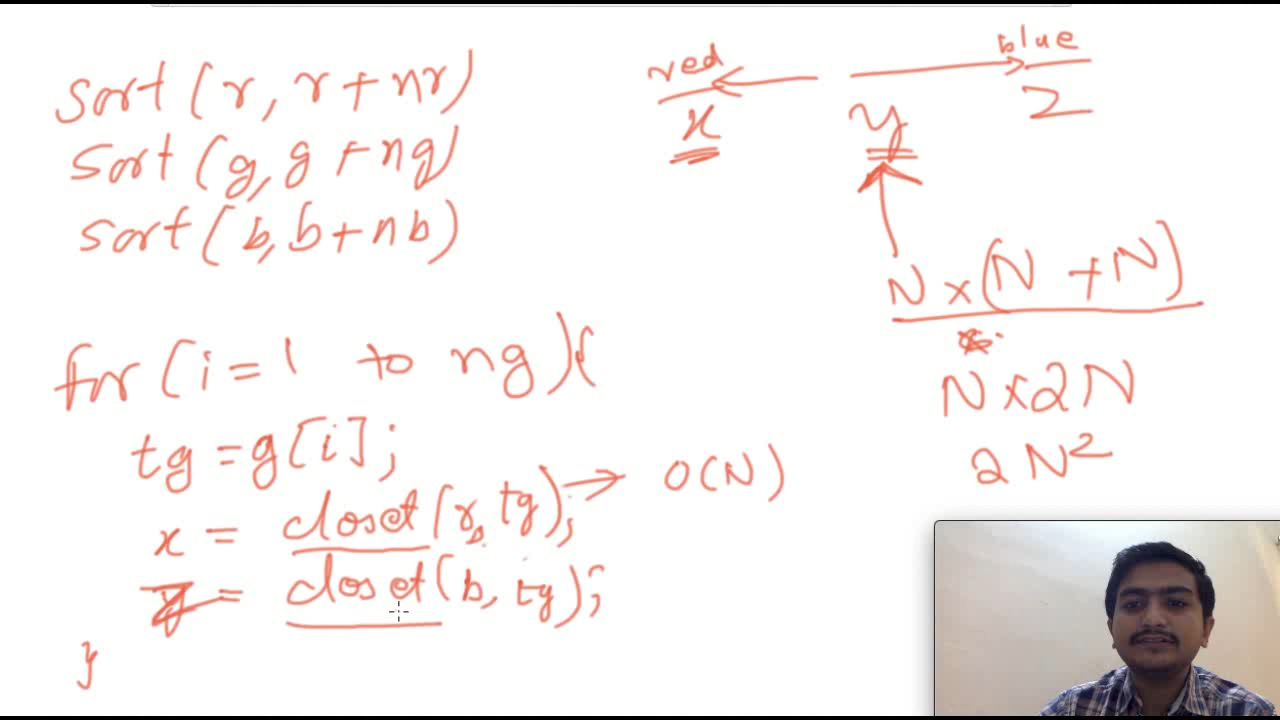 sort (r, r + nr)
sort (g, g + ng)
sort (b, b + nb)
for (i = 1 to ng){
tg = g[i];
x = closet (r, tg); → O(N)
= closet (b, tg);
}
red ← → blue
x y z
N × (N + N)
N × 2N
2N²